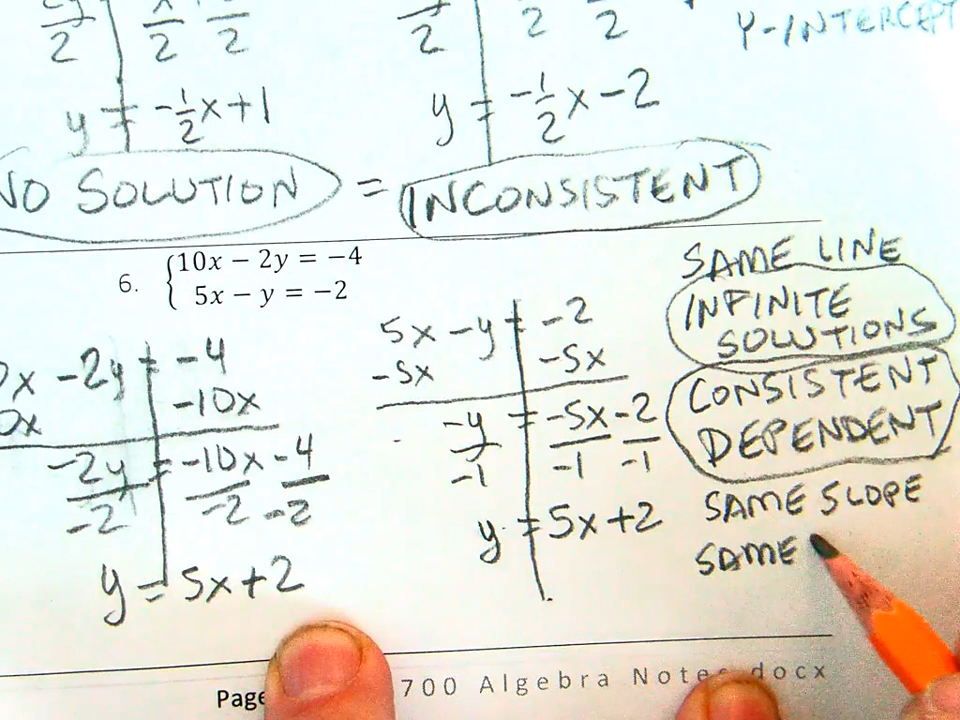 2 2 2 2 2 2 Y-INTERCEPT
y = -1/2x+1 y = -1/2x-2
NO SOLUTION = INCONSISTENT
6. {10x − 2y = −4
5x − y = −2
x -2y = -4
x -10x
-2y = -10x -4
-2 -2 -2
y = 5x+2
5x -y = -2
-5x -5x
-y = -5x -2
-1 -1 -1
y = 5x+2
SAME LINE
INFINITE
SOLUTIONS
CONSISTENT
DEPENDENT
SAME SLOPE
SAME
Page 700 Algebra Notes.docx